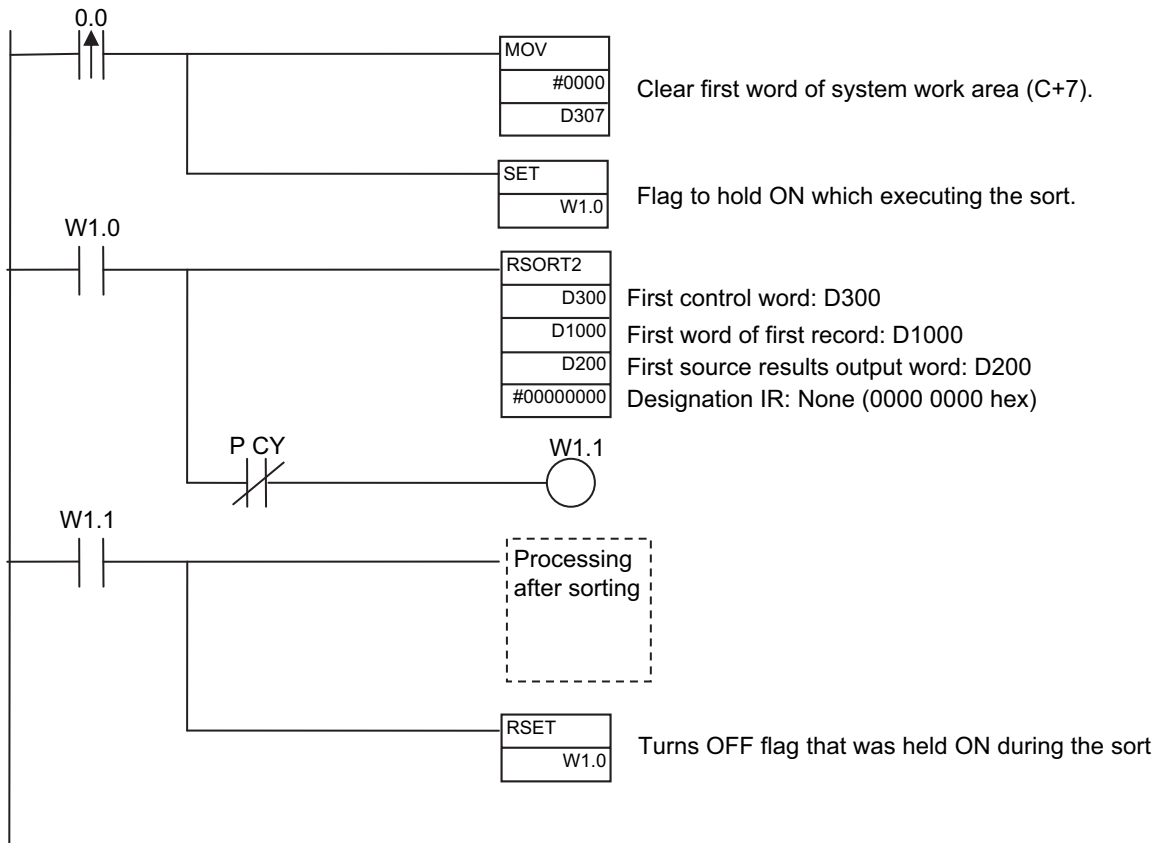 0.0
MOV
#0000
D307
Clear first word of system work area (C+7).
SET
W1.0
Flag to hold ON which executing the sort.
W1.0
RSORT2
D300
First control word: D300
D1000
First word of first record: D1000
D200
First source results output word: D200
#00000000
Designation IR: None (0000 0000 hex)
P CY
W1.1
W1.1
Processing
after sorting
RSET
W1.0
Turns OFF flag that was held ON during the sort